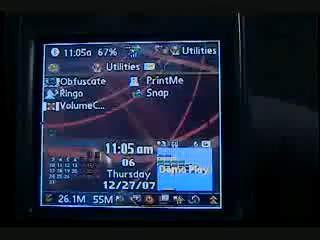 11:05a 67% Utilities
Utilities
Obfuscate PrintMe
Ringo Snap
VolumeC...
11:05 am
06
Thursday
12/27/07
Demo Play
26.1M 55M